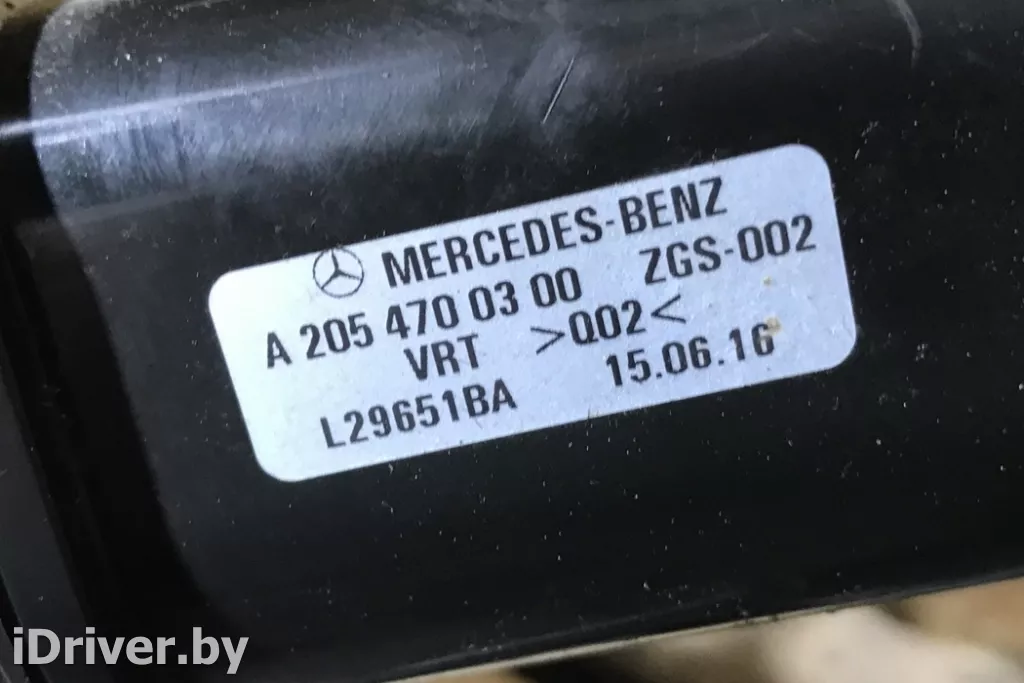 MERCEDES-BENZ
A 205 470 03 00 ZGS-002
VRT >Q02<
L29651BA 15.06.16
iDriver.by